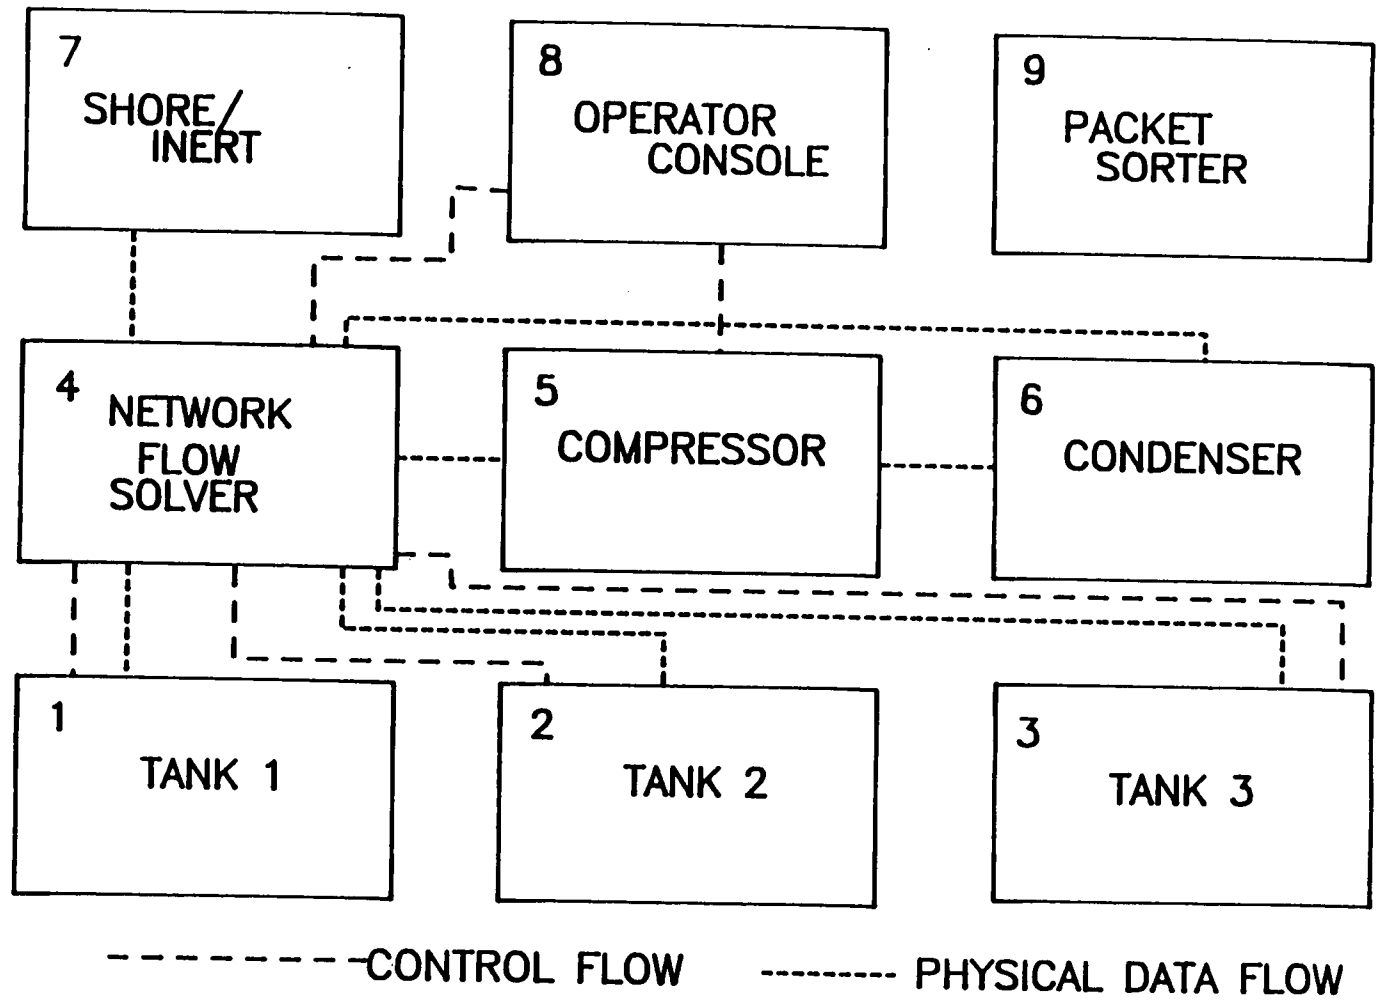 7
SHORE/
INERT
8
OPERATOR
CONSOLE
9
PACKET
SORTER
4
NETWORK
FLOW
SOLVER
5
COMPRESSOR
6
CONDENSER
1
TANK 1
2
TANK 2
3
TANK 3
CONTROL FLOW
PHYSICAL DATA FLOW